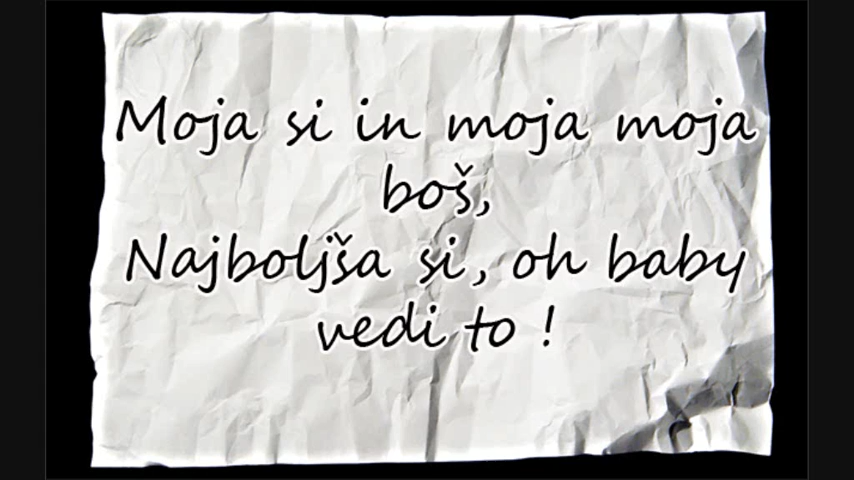 Moja si in moja moja
boš,
Najboljša si, oh baby
vedi to !